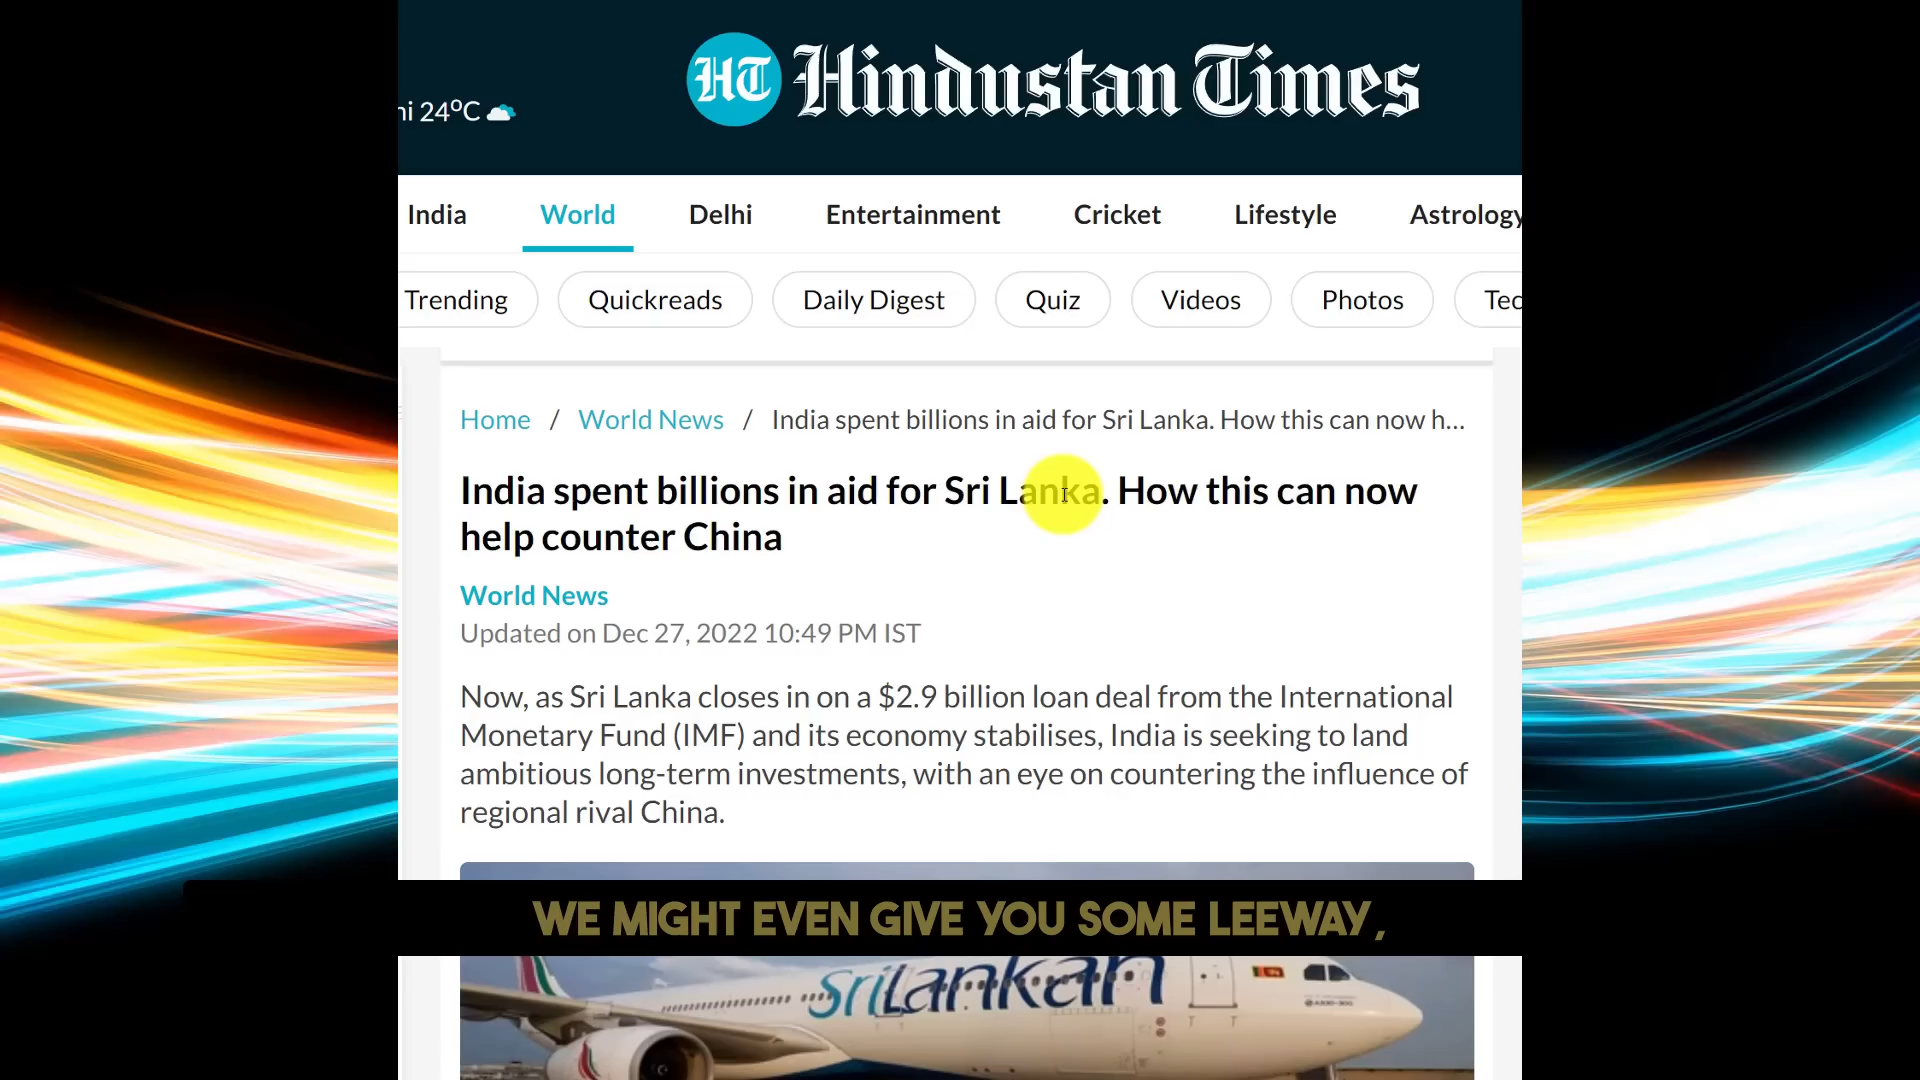 HT Hindustan Times
ni 24°C
India World Delhi Entertainment Cricket Lifestyle Astrology
Trending Quickreads Daily Digest Quiz Videos Photos Tec
Home / World News / India spent billions in aid for Sri Lanka. How this can now h...
India spent billions in aid for Sri Lanka. How this can now
help counter China
World News
Updated on Dec 27, 2022 10:49 PM IST
Now, as Sri Lanka closes in on a $2.9 billion loan deal from the International
Monetary Fund (IMF) and its economy stabilises, India is seeking to land
ambitious long-term investments, with an eye on countering the influence of
regional rival China.
WE MIGHT EVEN GIVE YOU SOME LEEWAY,
SriLankan